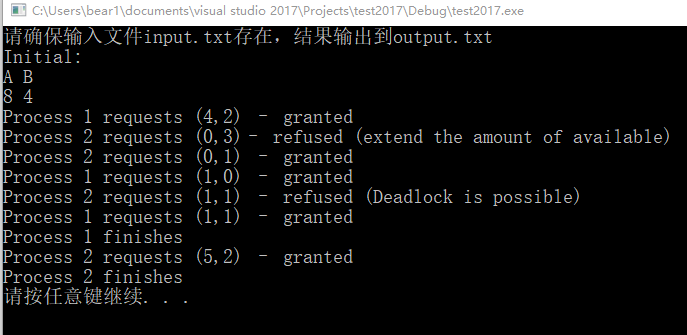 C:\Users\bear1\documents\visual studio 2017\Projects\test2017\Debug\test2017.exe
请确保输入文件input.txt存在，结果输出到output.txt
Initial:
A B
8 4
Process 1 requests (4,2) – granted
Process 2 requests (0,3)– refused (extend the amount of available)
Process 2 requests (0,1) – granted
Process 1 requests (1,0) – granted
Process 2 requests (1,1) – refused (Deadlock is possible)
Process 1 requests (1,1) – granted
Process 1 finishes
Process 2 requests (5,2) – granted
Process 2 finishes
请按任意键继续. . .